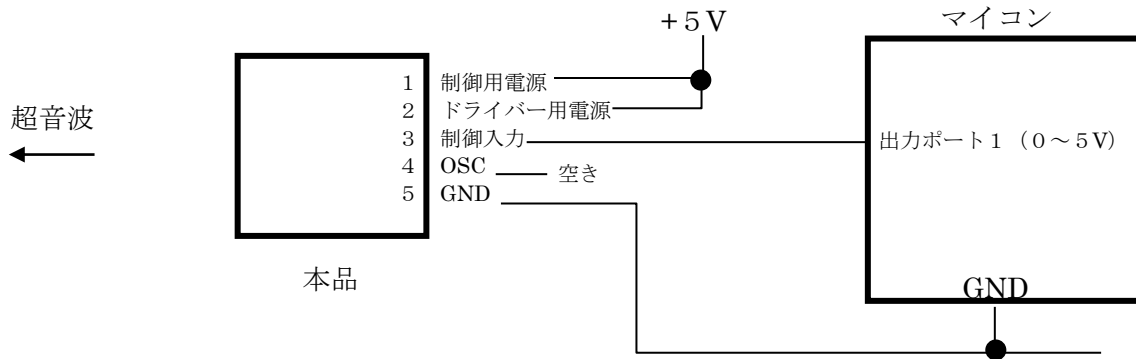 +5V
マイコン
1 制御用電源
2 ドライバー用電源
超音波
3 制御入力
出力ポート1 (0~5V)
4 OSC 空き
5 GND
本品
GND